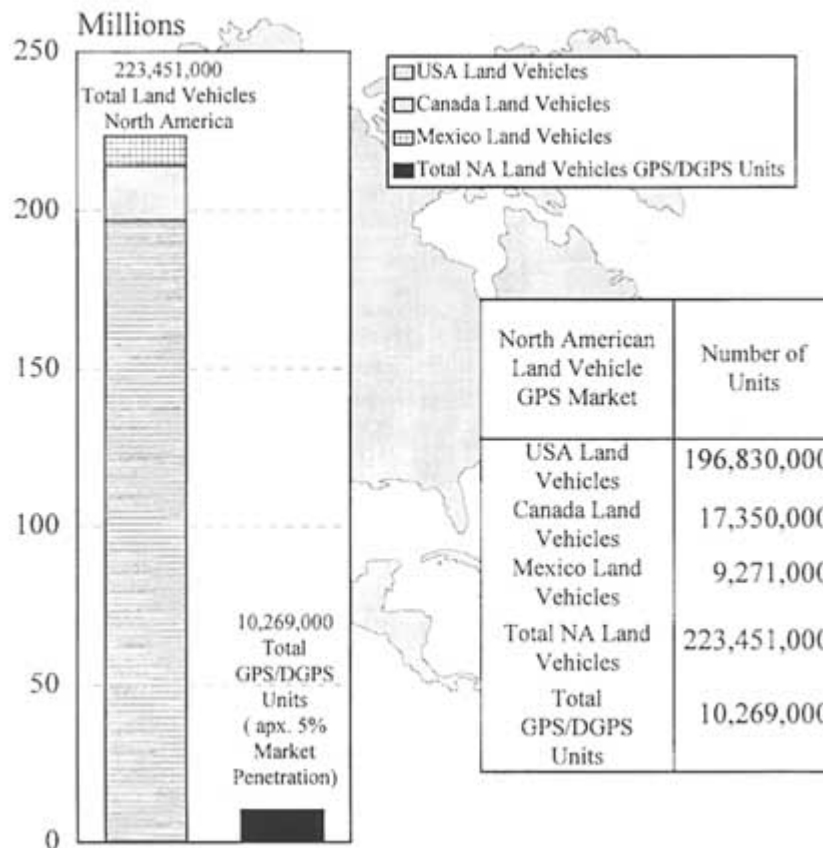 Millions
250
200
150
100
50
0
223,451,000
Total Land Vehicles
North America
10,269,000
Total
GPS/DGPS
Units
( apx. 5%
Market
Penetration)
USA Land Vehicles
Canada Land Vehicles
Mexico Land Vehicles
Total NA Land Vehicles GPS/DGPS Units
North American
Land Vehicle
GPS Market
Number of
Units
USA Land
Vehicles
196,830,000
Canada Land
Vehicles
17,350,000
Mexico Land
Vehicles
9,271,000
Total NA Land
Vehicles
223,451,000
Total
GPS/DGPS
Units
10,269,000